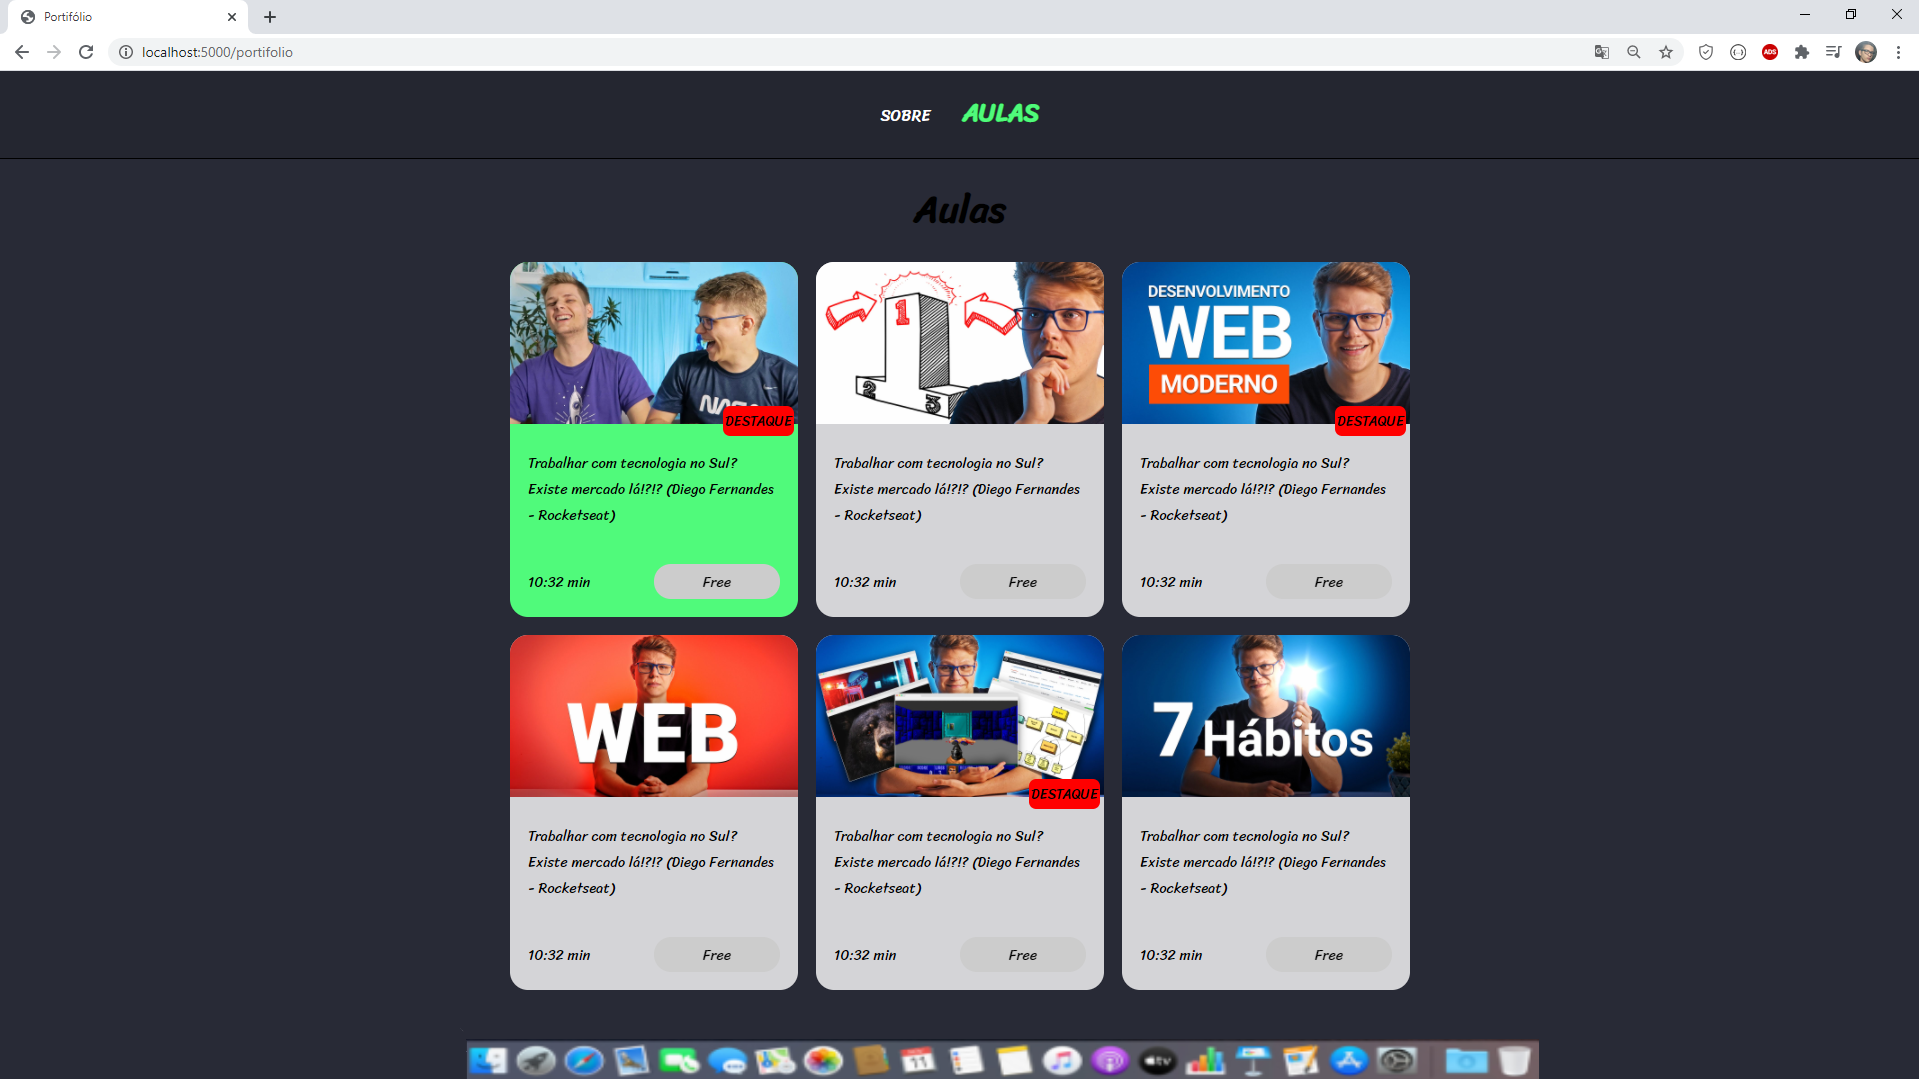 Portifólio
localhost:5000/portifolio
ADS
SOBRE AULAS
Aulas
1
2
3
DESENVOLVIMENTO
WEB
MODERNO
NAS
DESTAQUE
DESTAQUE
Trabalhar com tecnologia no Sul?
Existe mercado lá!?!? (Diego Fernandes
- Rocketseat)
10:32 min
Free
Trabalhar com tecnologia no Sul?
Existe mercado lá!?!? (Diego Fernandes
- Rocketseat)
10:32 min
Free
Trabalhar com tecnologia no Sul?
Existe mercado lá!?!? (Diego Fernandes
- Rocketseat)
10:32 min
Free
WEB
7 Hábitos
DESTAQUE
Trabalhar com tecnologia no Sul?
Existe mercado lá!?!? (Diego Fernandes
- Rocketseat)
10:32 min
Free
Trabalhar com tecnologia no Sul?
Existe mercado lá!?!? (Diego Fernandes
- Rocketseat)
10:32 min
Free
Trabalhar com tecnologia no Sul?
Existe mercado lá!?!? (Diego Fernandes
- Rocketseat)
10:32 min
Free
11
tv